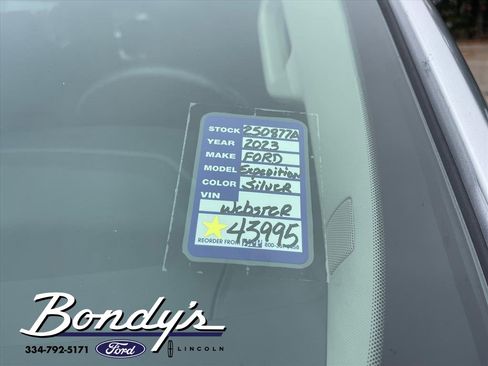 STOCK 250877A
YEAR 2023
MAKE FORD
MODEL Expedition
COLOR Silver
VIN
Webster
43995
REORDER FROM
Bondy's
334-792-5171 Ford LINCOLN